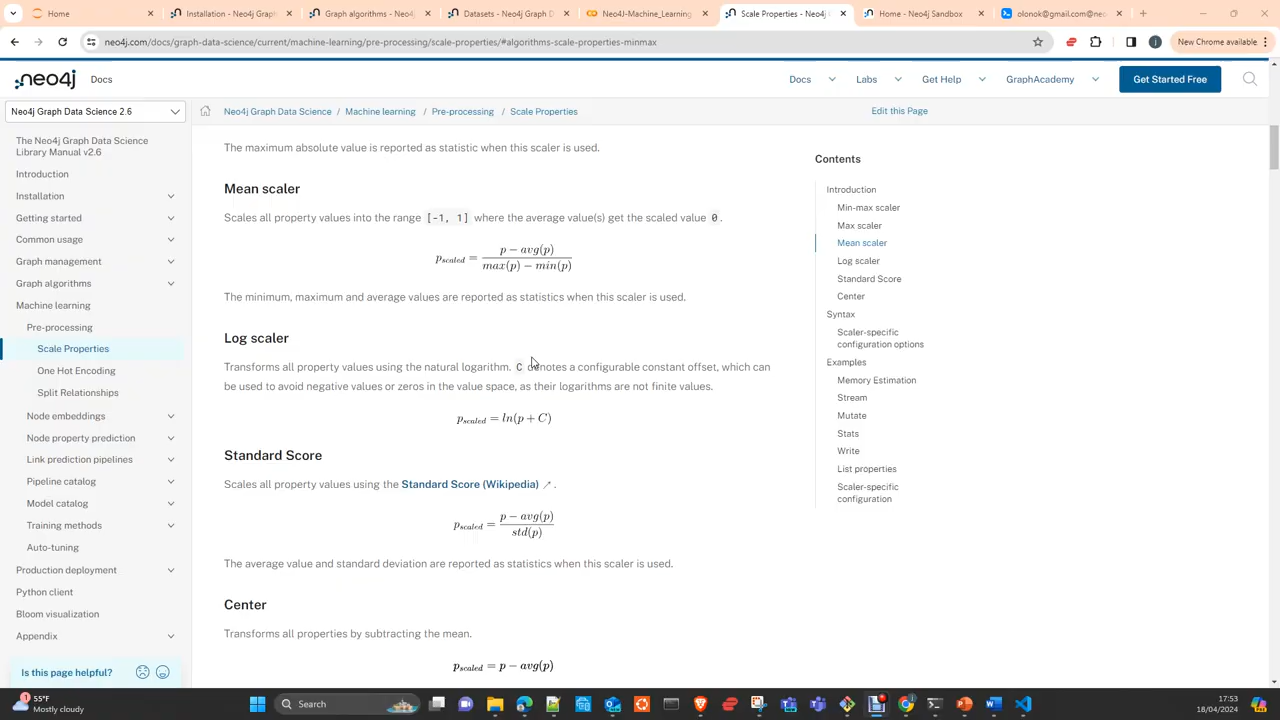 Home
Installation - Neo4j Graph
Graph algorithms - Neo4j
Datasets - Neo4j Graph D
Neo4J-Machine_Learning
Scale Properties - Neo4j
Home - Neo4j Sandbox
olonok@gmail.com@neo
neo4j.com/docs/graph-data-science/current/machine-learning/pre-processing/scale-properties/#algorithms-scale-properties-minmax
New Chrome available
neo4j
Docs
Docs
Labs
Get Help
GraphAcademy
Get Started Free
Neo4j Graph Data Science 2.6
Neo4j Graph Data Science / Machine learning / Pre-processing / Scale Properties
Edit this Page
The Neo4j Graph Data Science
Library Manual v2.6
Introduction
Installation
Getting started
Common usage
Graph management
Graph algorithms
Machine learning
Pre-processing
Scale Properties
One Hot Encoding
Split Relationships
Node embeddings
Node property prediction
Link prediction pipelines
Pipeline catalog
Model catalog
Training methods
Auto-tuning
Production deployment
Python client
Bloom visualization
Appendix
Is this page helpful?
The maximum absolute value is reported as statistic when this scaler is used.
Mean scaler
Scales all property values into the range [-1, 1] where the average value(s) get the scaled value 0.
p_scaled = (p − avg(p)) / (max(p) − min(p))
The minimum, maximum and average values are reported as statistics when this scaler is used.
Log scaler
Transforms all property values using the natural logarithm. C denotes a configurable constant offset, which can
be used to avoid negative values or zeros in the value space, as their logarithms are not finite values.
p_scaled = ln(p + C)
Standard Score
Scales all property values using the Standard Score (Wikipedia) ↗.
p_scaled = (p − avg(p)) / std(p)
The average value and standard deviation are reported as statistics when this scaler is used.
Center
Transforms all properties by subtracting the mean.
p_scaled = p − avg(p)
Contents
Introduction
Min-max scaler
Max scaler
Mean scaler
Log scaler
Standard Score
Center
Syntax
Scaler-specific
configuration options
Examples
Memory Estimation
Stream
Mutate
Stats
Write
List properties
Scaler-specific
configuration
55°F
Mostly cloudy
Search
17:53
18/04/2024